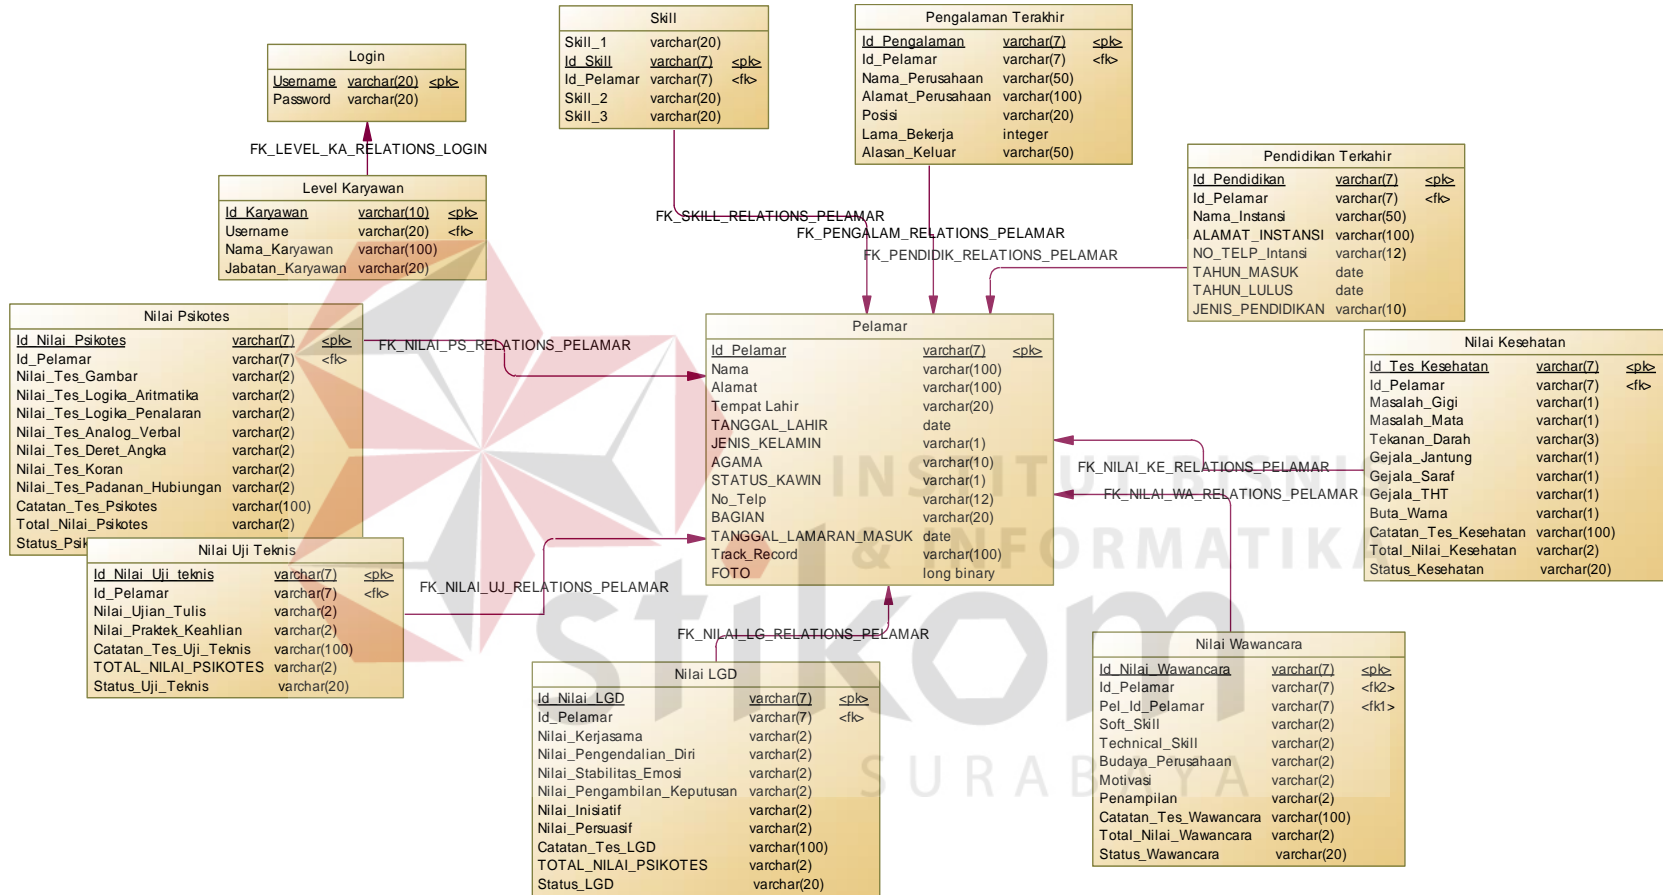 Skill
Skill_1 varchar(20)
Id_Skill varchar(7) <pk>
Id_Pelamar varchar(7) <fk>
Skill_2 varchar(20)
Skill_3 varchar(20)
Pengalaman Terakhir
Id_Pengalaman varchar(7) <pk>
Id_Pelamar varchar(7) <fk>
Nama_Perusahaan varchar(50)
Alamat_Perusahaan varchar(100)
Posisi varchar(20)
Lama_Bekerja integer
Alasan_Keluar varchar(50)
Login
Username varchar(20) <pk>
Password varchar(20)
FK_LEVEL_KA_RELATIONS_LOGIN
Level Karyawan
Id_Karyawan varchar(10) <pk>
Username varchar(20) <fk>
Nama_Karyawan varchar(100)
Jabatan_Karyawan varchar(20)
Pendidikan Terkahir
Id_Pendidikan varchar(7) <pk>
Id_Pelamar varchar(7) <fk>
Nama_Instansi varchar(50)
ALAMAT_INSTANSI varchar(100)
NO_TELP_Intansi varchar(12)
TAHUN_MASUK date
TAHUN_LULUS date
JENIS_PENDIDIKAN varchar(10)
FK_SKILL_RELATIONS_PELAMAR
FK_PENGALAM_RELATIONS_PELAMAR
FK_PENDIDIK_RELATIONS_PELAMAR
Nilai Psikotes
Id_Nilai_Psikotes varchar(7) <pk>
Id_Pelamar varchar(7) <fk>
Nilai_Tes_Gambar varchar(2)
Nilai_Tes_Logika_Aritmatika varchar(2)
Nilai_Tes_Logika_Penalaran varchar(2)
Nilai_Tes_Analog_Verbal varchar(2)
Nilai_Tes_Deret_Angka varchar(2)
Nilai_Tes_Koran varchar(2)
Nilai_Tes_Padanan_Hubiungan varchar(2)
Catatan_Tes_Psikotes varchar(100)
Total_Nilai_Psikotes varchar(2)
Status_Psik
FK_NILAI_PS_RELATIONS_PELAMAR
Pelamar
Id_Pelamar varchar(7) <pk>
Nama varchar(100)
Alamat varchar(100)
Tempat Lahir varchar(20)
TANGGAL_LAHIR date
JENIS_KELAMIN varchar(1)
AGAMA varchar(10)
STATUS_KAWIN varchar(1)
No_Telp varchar(12)
BAGIAN varchar(20)
TANGGAL_LAMARAN_MASUK date
Track_Record varchar(100)
FOTO long binary
Nilai Kesehatan
Id_Tes_Kesehatan varchar(7) <pk>
Id_Pelamar varchar(7) <fk>
Masalah_Gigi varchar(1)
Masalah_Mata varchar(1)
Tekanan_Darah varchar(3)
Gejala_Jantung varchar(1)
Gejala_Saraf varchar(1)
Gejala_THT varchar(1)
Buta_Warna varchar(1)
Catatan_Tes_Kesehatan varchar(100)
Total_Nilai_Kesehatan varchar(2)
Status_Kesehatan varchar(20)
FK_NILAI_KE_RELATIONS_PELAMAR
FK_NILAI_WA_RELATIONS_PELAMAR
Nilai Uji Teknis
Id_Nilai_Uji_teknis varchar(7) <pk>
Id_Pelamar varchar(7) <fk>
Nilai_Ujian_Tulis varchar(2)
Nilai_Praktek_Keahlian varchar(2)
Catatan_Tes_Uji_Teknis varchar(100)
TOTAL_NILAI_PSIKOTES varchar(2)
Status_Uji_Teknis varchar(20)
FK_NILAI_UJ_RELATIONS_PELAMAR
FK_NILAI_LG_RELATIONS_PELAMAR
Nilai LGD
Id_Nilai_LGD varchar(7) <pk>
Id_Pelamar varchar(7) <fk>
Nilai_Kerjasama varchar(2)
Nilai_Pengendalian_Diri varchar(2)
Nilai_Stabilitas_Emosi varchar(2)
Nilai_Pengambilan_Keputusan varchar(2)
Nilai_Inisiatif varchar(2)
Nilai_Persuasif varchar(2)
Catatan_Tes_LGD varchar(100)
TOTAL_NILAI_PSIKOTES varchar(2)
Status_LGD varchar(20)
Nilai Wawancara
Id_Nilai_Wawancara varchar(7) <pk>
Id_Pelamar varchar(7) <fk2>
Pel_Id_Pelamar varchar(7) <fk1>
Soft_Skill varchar(2)
Technical_Skill varchar(2)
Budaya_Perusahaan varchar(2)
Motivasi varchar(2)
Penampilan varchar(2)
Catatan_Tes_Wawancara varchar(100)
Total_Nilai_Wawancara varchar(2)
Status_Wawancara varchar(20)
INSTITUT BISNIS
& INFORMATIKA
stikom
SURABAYA